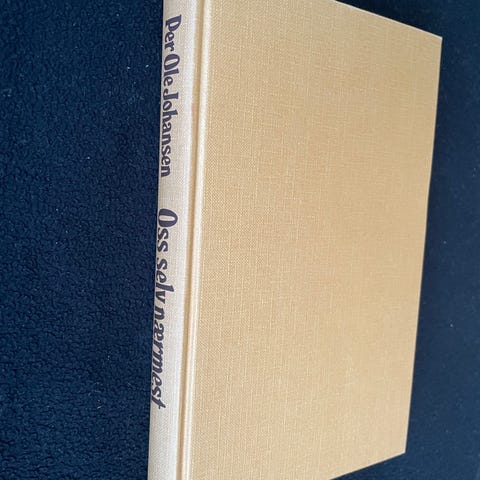 Per Ole Johansen
Oss selv nærmest